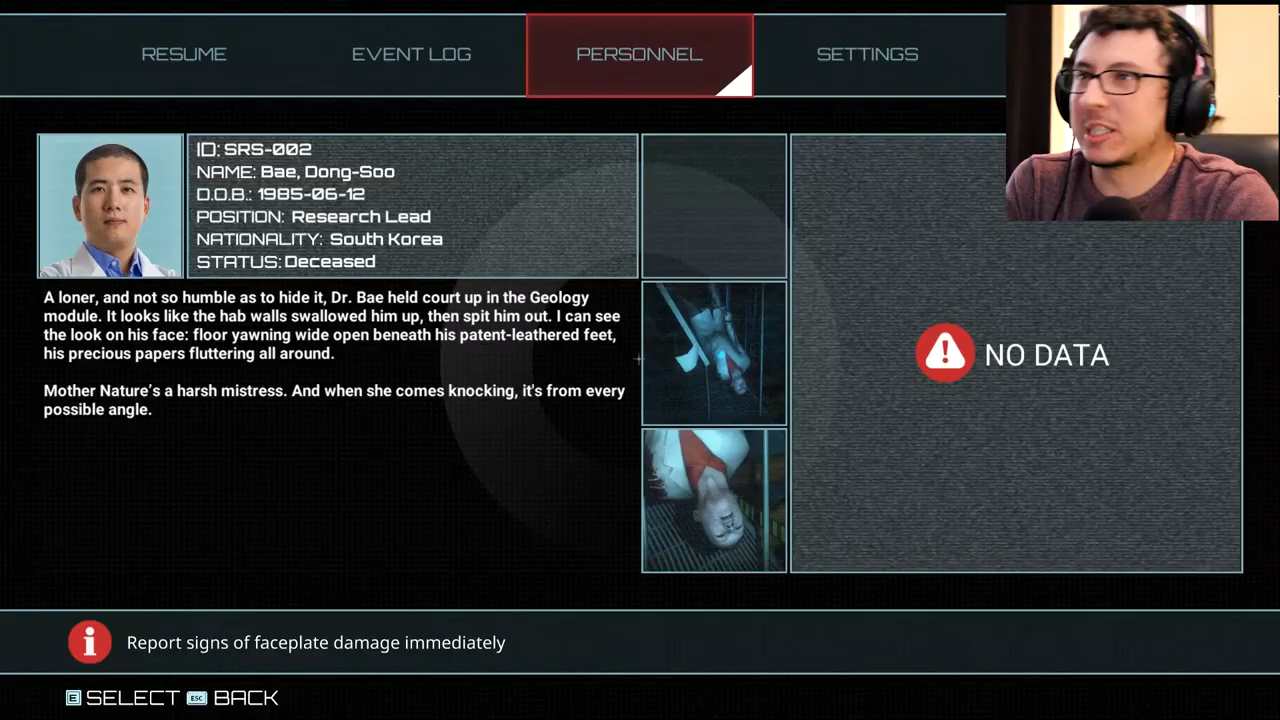 RESUME
EVENT LOG
PERSONNEL
SETTINGS
ID: SRS-002
NAME: Bae, Dong-Soo
D.O.B.: 1985-06-12
POSITION: Research Lead
NATIONALITY: South Korea
STATUS: Deceased
A loner, and not so humble as to hide it, Dr. Bae held court up in the Geology
module. It looks like the hab walls swallowed him up, then spit him out. I can see
the look on his face: floor yawning wide open beneath his patent-leathered feet,
his precious papers fluttering all around.
Mother Nature's a harsh mistress. And when she comes knocking, it's from every
possible angle.
NO DATA
Report signs of faceplate damage immediately
E SELECT ESC BACK